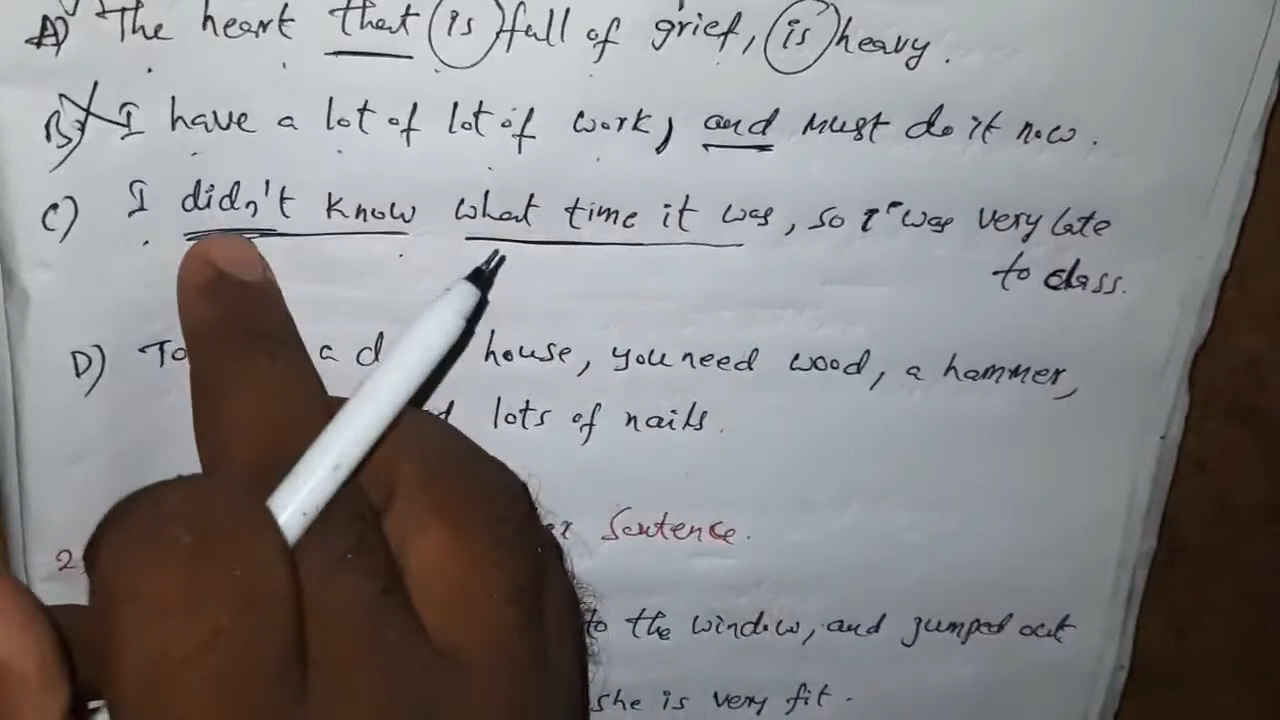 A) The heart that is full of grief, is heavy.
B) I have a lot of lot of work, and must do it now.
C) I didn't know what time it was, so I was very late
to class.
D) To a d house, you need wood, a hammer,
lots of nails.
2 Sentence.
to the window, and jumped out
she is very fit.